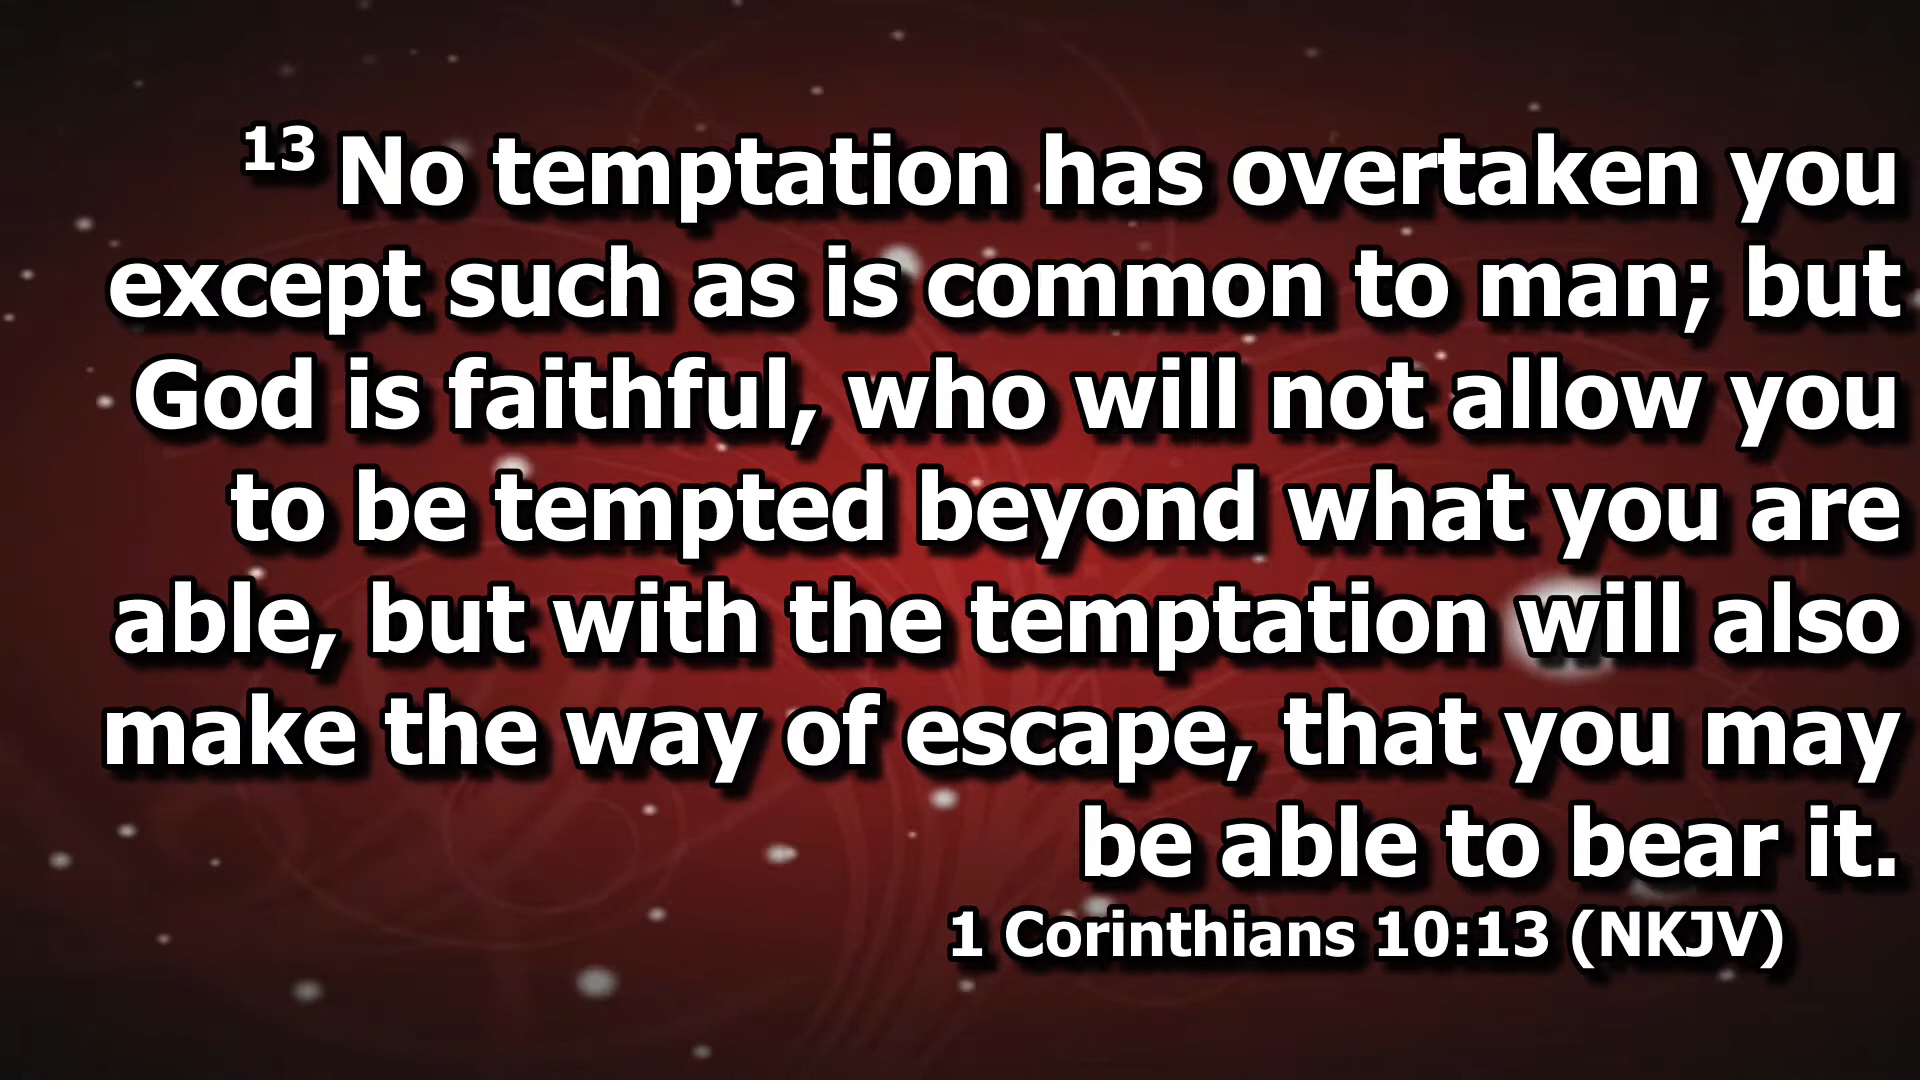 13 No temptation has overtaken you
except such as is common to man; but
God is faithful, who will not allow you
to be tempted beyond what you are
able, but with the temptation will also
make the way of escape, that you may
be able to bear it.
1 Corinthians 10:13 (NKJV)